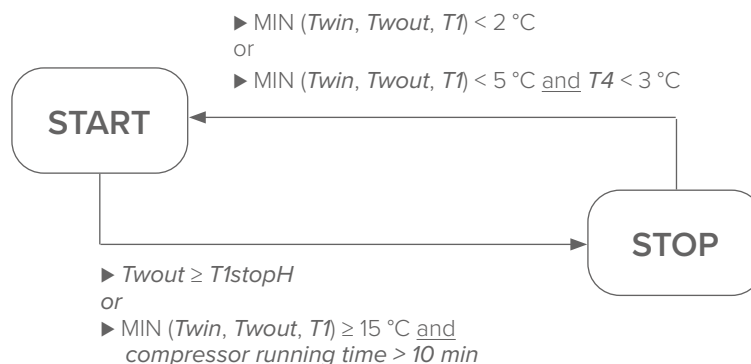 ▶ MIN (Twin, Twout, T1) < 2 °C
or
▶ MIN (Twin, Twout, T1) < 5 °C and T4 < 3 °C
START
STOP
▶ Twout ≥ T1stopH
or
▶ MIN (Twin, Twout, T1) ≥ 15 °C and
compressor running time > 10 min